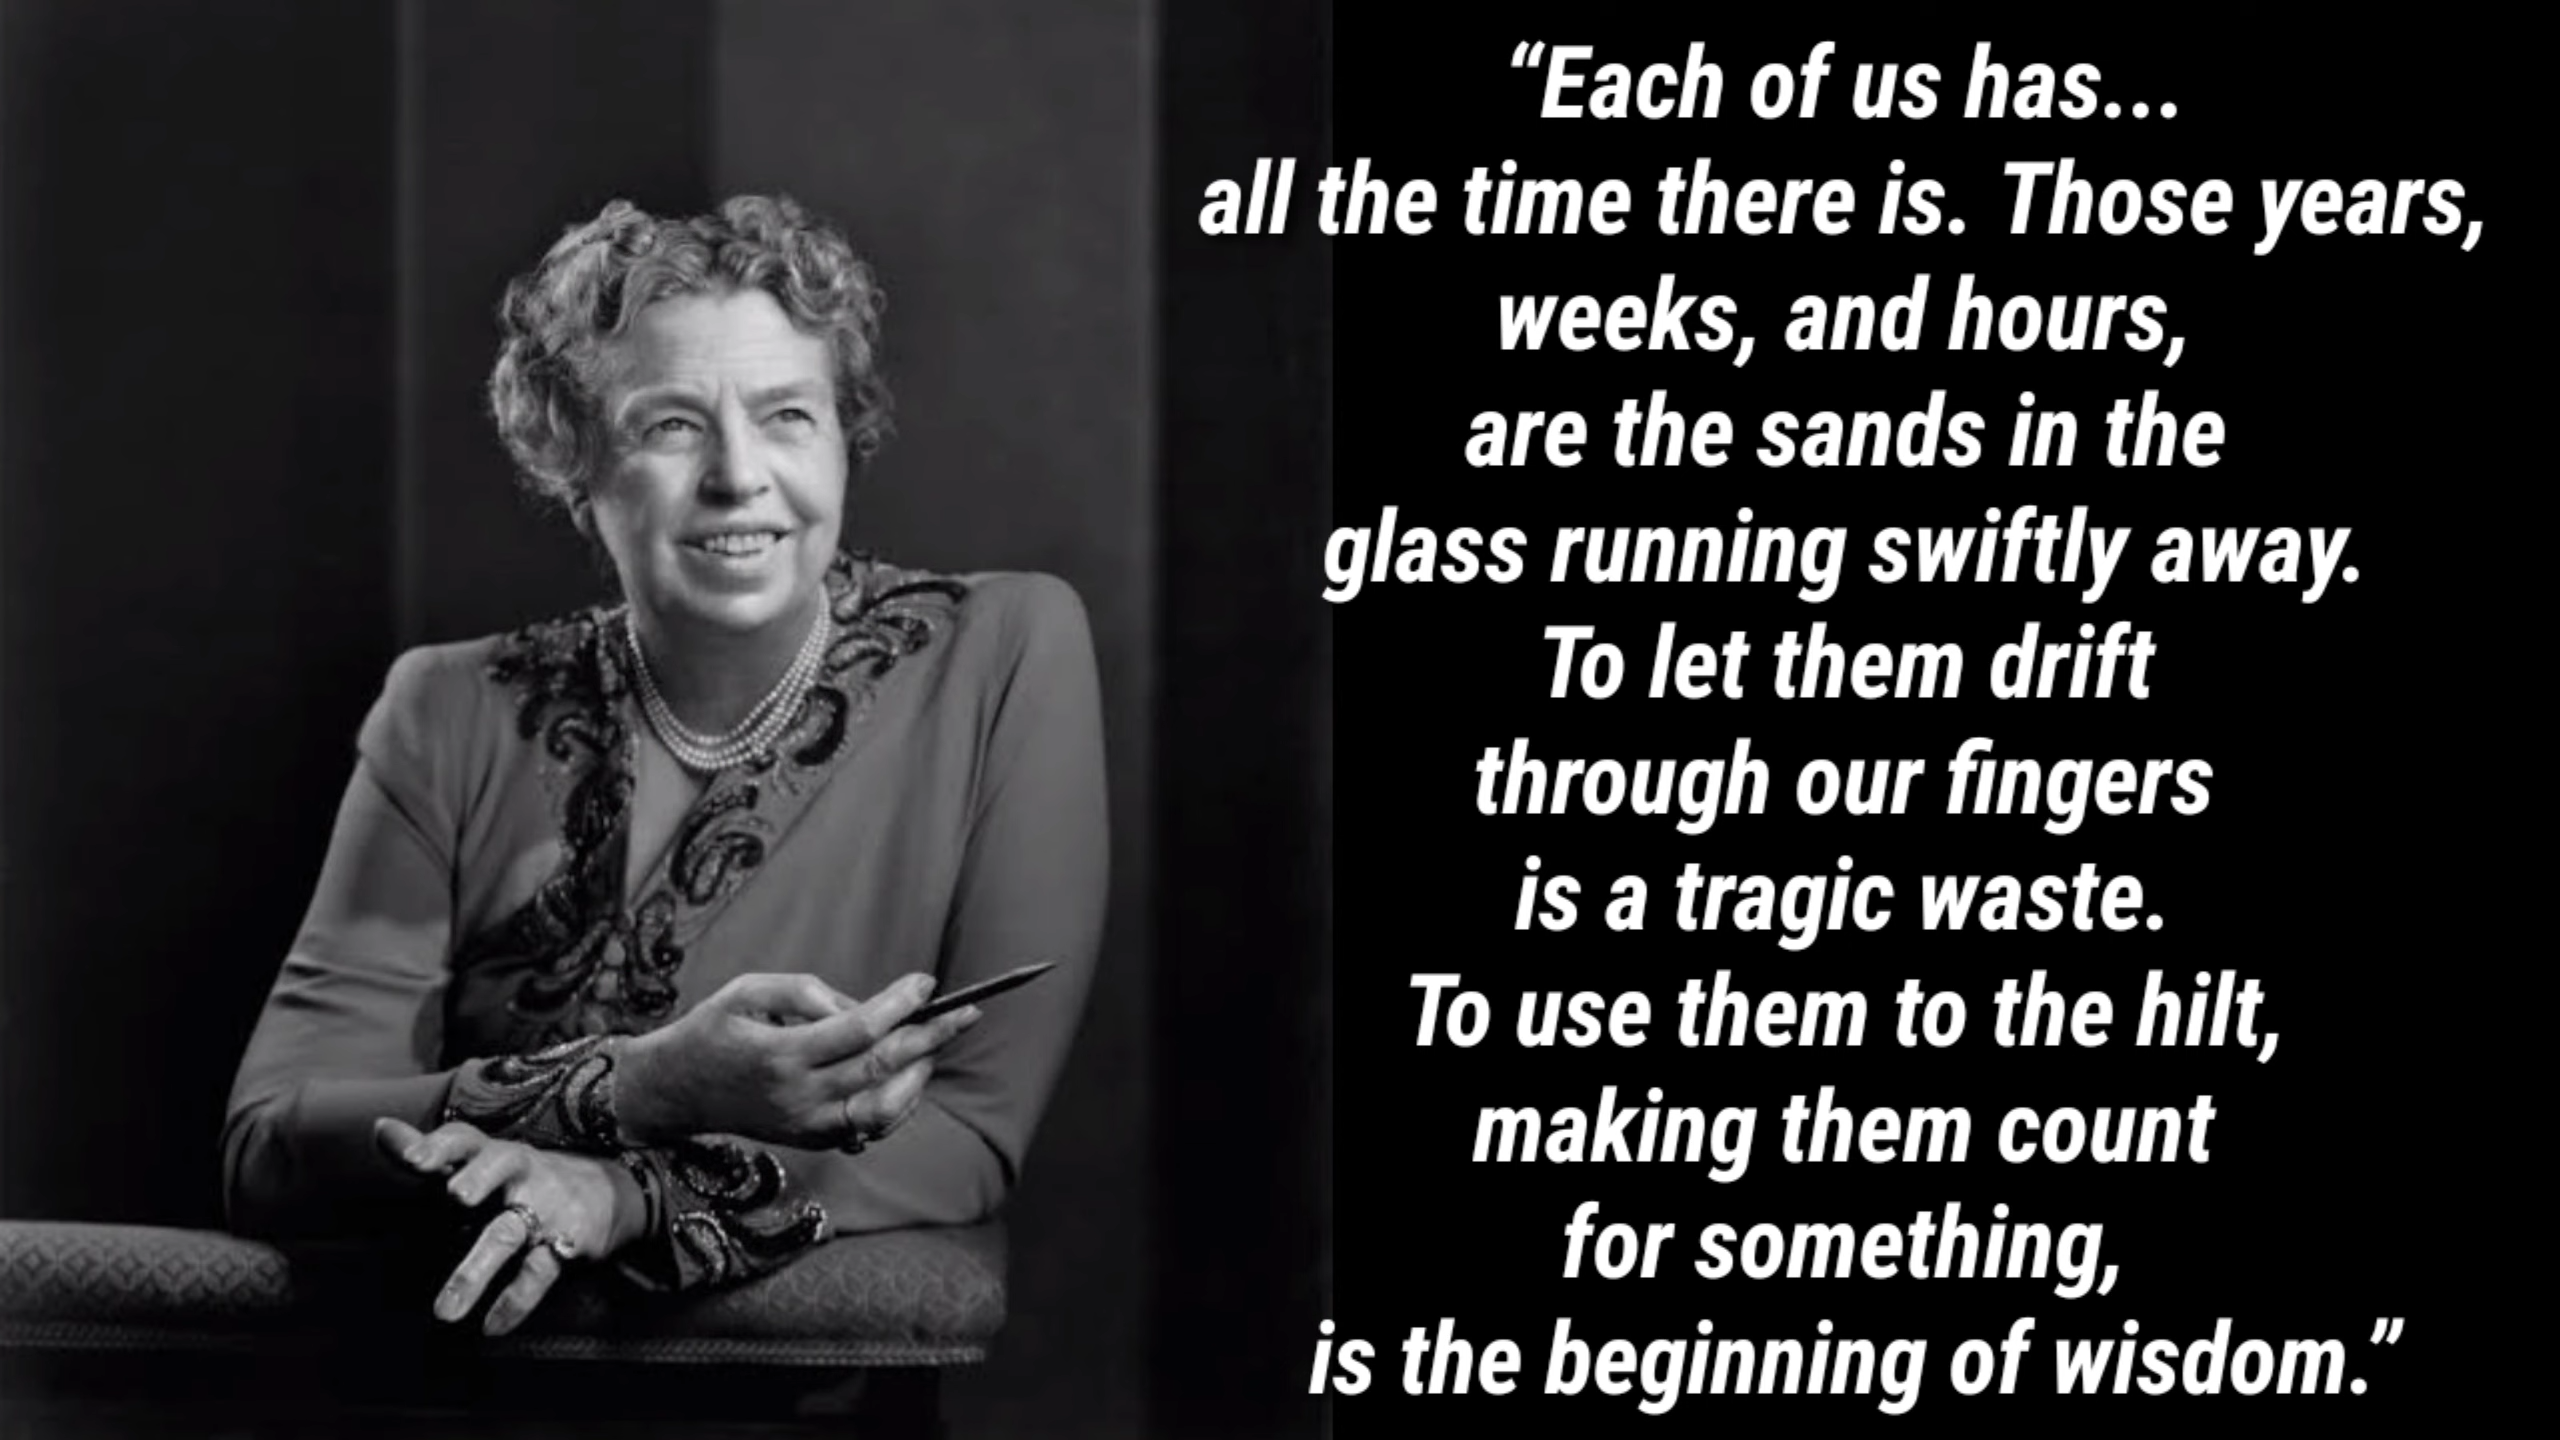 “Each of us has...
all the time there is. Those years,
weeks, and hours,
are the sands in the
glass running swiftly away.
To let them drift
through our fingers
is a tragic waste.
To use them to the hilt,
making them count
for something,
is the beginning of wisdom.”